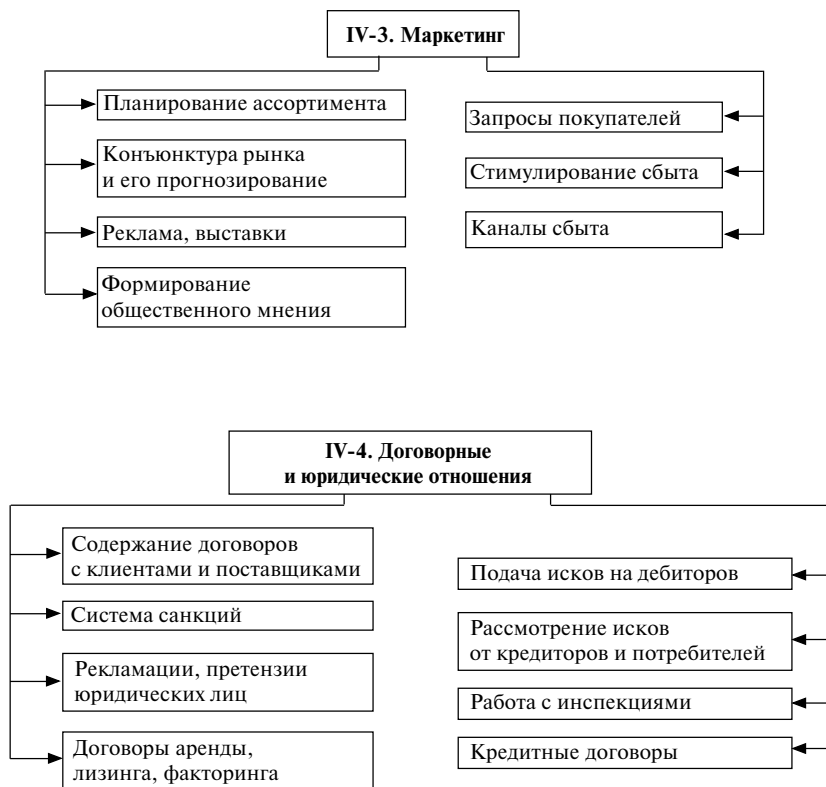 IV-3. Маркетинг
Планирование ассортимента
Конъюнктура рынка
и его прогнозирование
Реклама, выставки
Формирование
общественного мнения
Запросы покупателей
Стимулирование сбыта
Каналы сбыта
IV-4. Договорные
и юридические отношения
Содержание договоров
с клиентами и поставщиками
Система санкций
Рекламации, претензии
юридических лиц
Договоры аренды,
лизинга, факторинга
Подача исков на дебиторов
Рассмотрение исков
от кредиторов и потребителей
Работа с инспекциями
Кредитные договоры